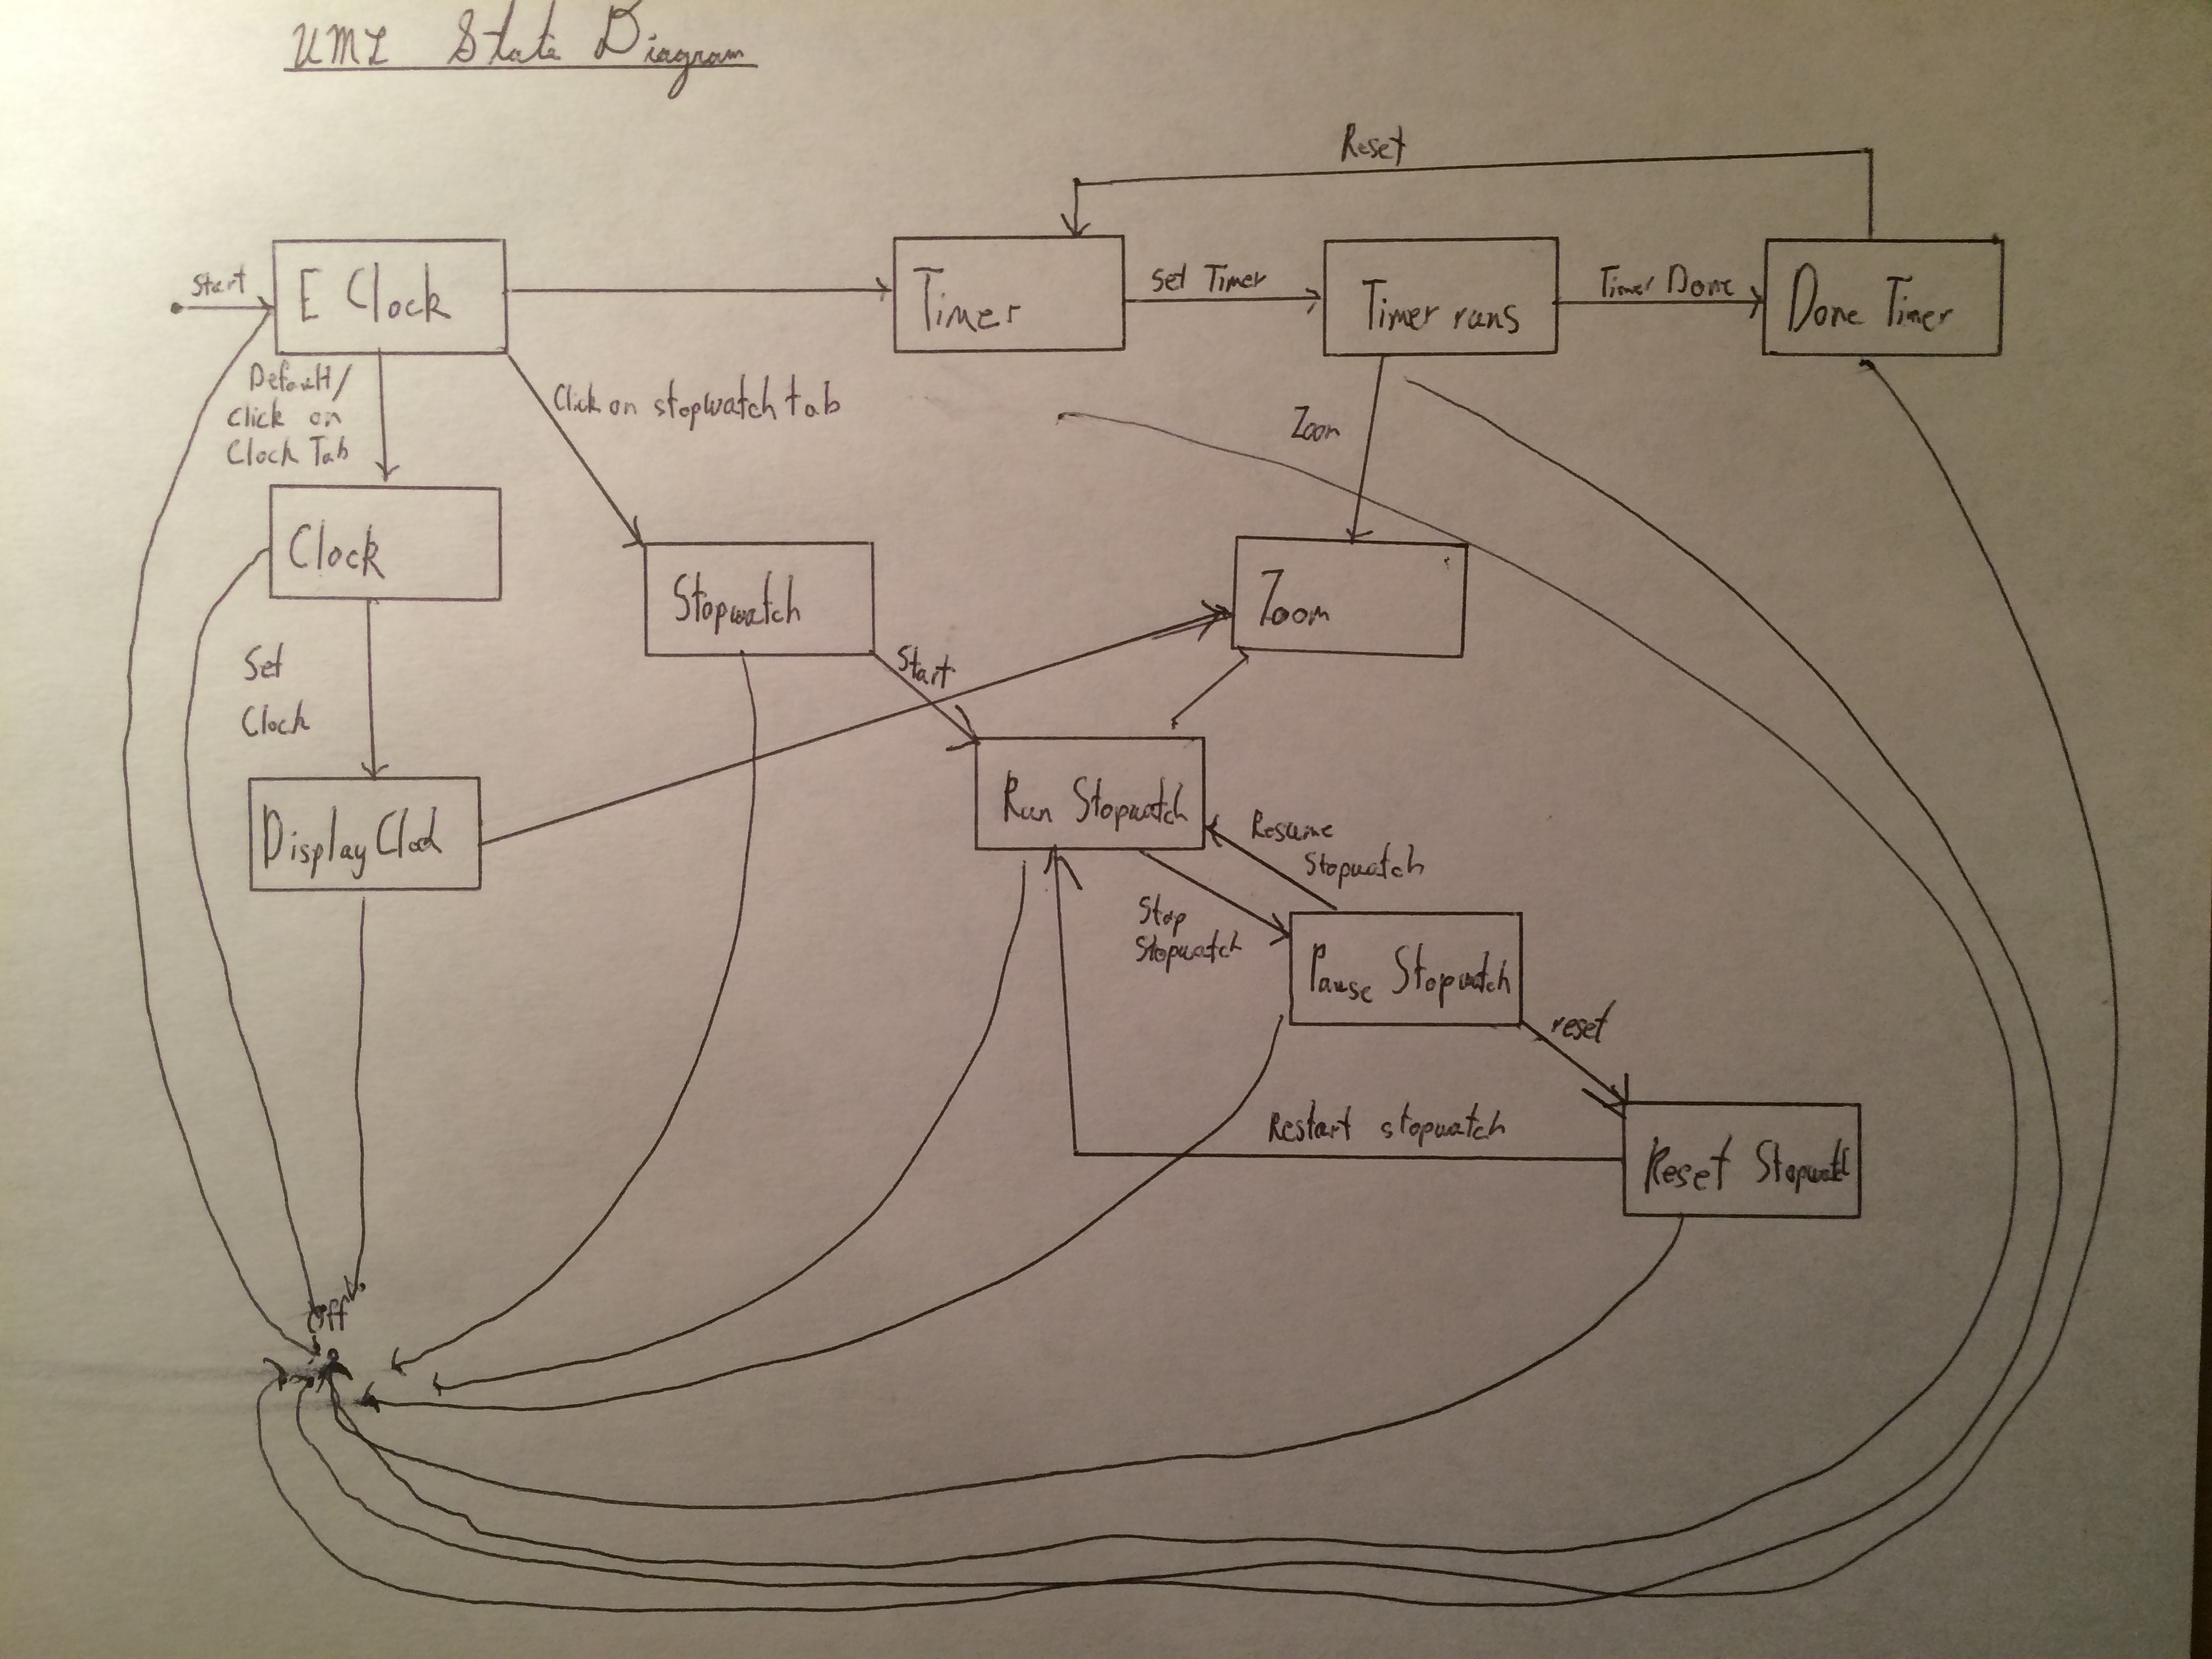 UML State Diagram
Reset
Start
E Clock
Timer
Set Timer
Timer runs
Timer Done
Done Timer
Default/
click on
Clock Tab
Click on stopwatch tab
Zoom
Clock
Stopwatch
Zoom
Set
Clock
Start
Display Clock
Run Stopwatch
Resume
Stopwatch
Stop
Stopwatch
Pause Stopwatch
reset
Restart stopwatch
Reset Stopwatch
Off